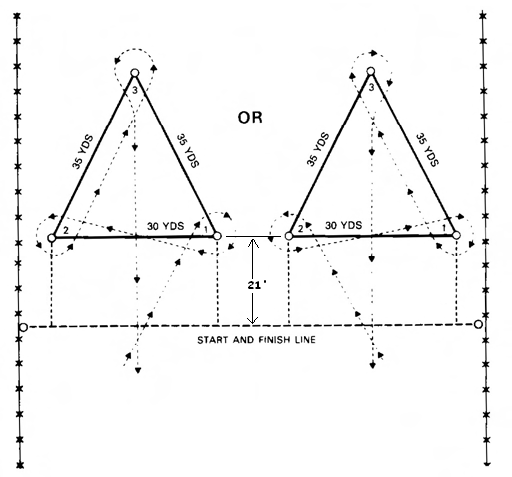 3
3
OR
35 YDS
35 YDS
35 YDS
35 YDS
2
30 YDS
1
2
30 YDS
1
21'
START AND FINISH LINE